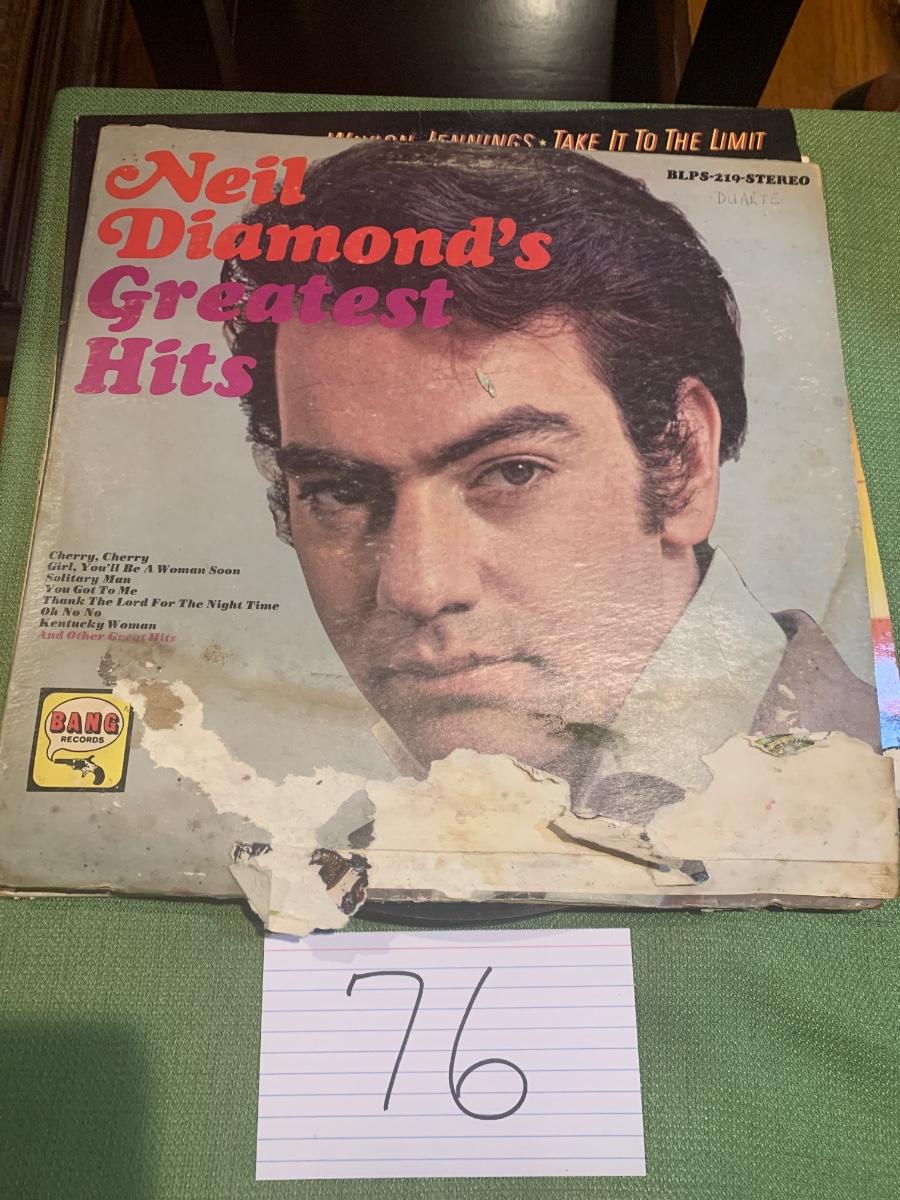 WAYLON JENNINGS ★ TAKE IT TO THE LIMIT
BLPS-219-STEREO
DUARTE
Neil
Diamond's
Greatest
Hits
Cherry, Cherry
Girl, You'll Be A Woman Soon
Solitary Man
You Got To Me
Thank The Lord For The Night Time
Oh No No
Kentucky Woman
And Other Great Hits
BANG
RECORDS
76